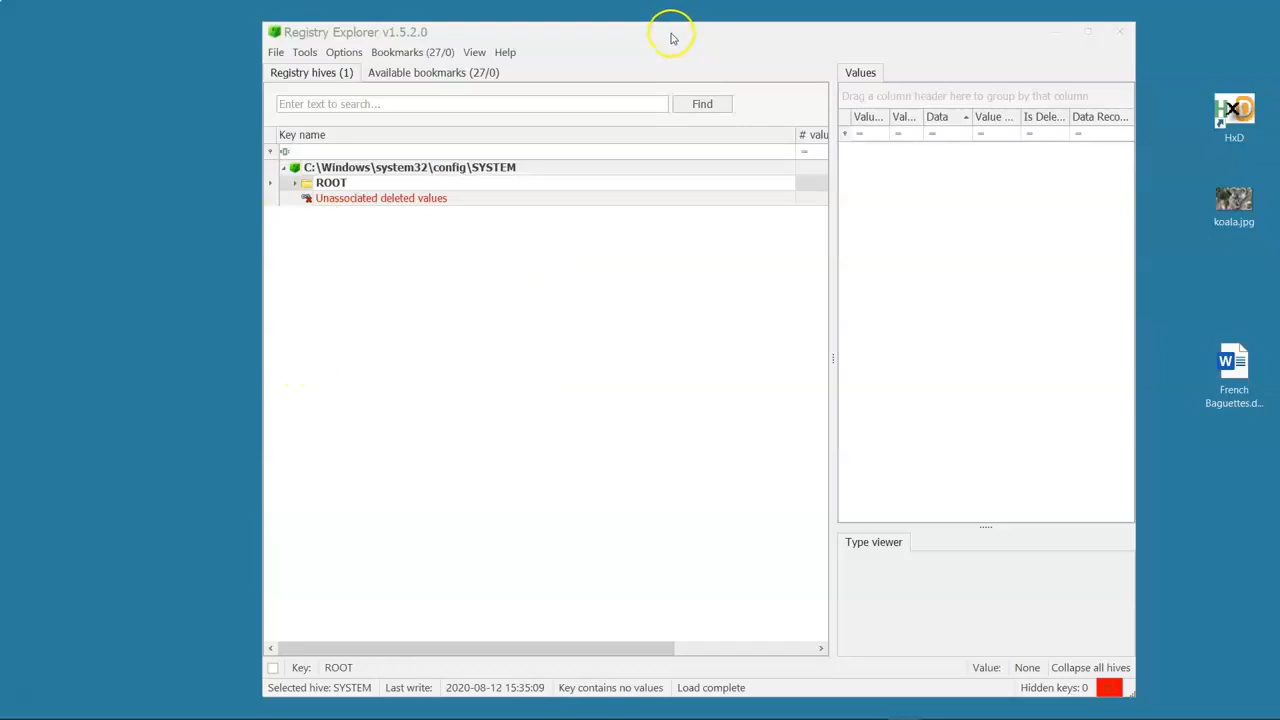 Registry Explorer v1.5.2.0
File Tools Options Bookmarks (27/0) View Help
Registry hives (1) Available bookmarks (27/0)
Enter text to search...
Find
Key name
# valu
=
C:\Windows\system32\config\SYSTEM
ROOT
Unassociated deleted values
Values
Drag a column header here to group by that column
Valu... Val... Data Value ... Is Dele... Data Reco...
= = = = = =
Type viewer
Key: ROOT
Value: None Collapse all hives
Selected hive: SYSTEM Last write: 2020-08-12 15:35:09 Key contains no values Load complete
Hidden keys: 0
HxD
HxD
koala.jpg
W
French
Baguettes.d...